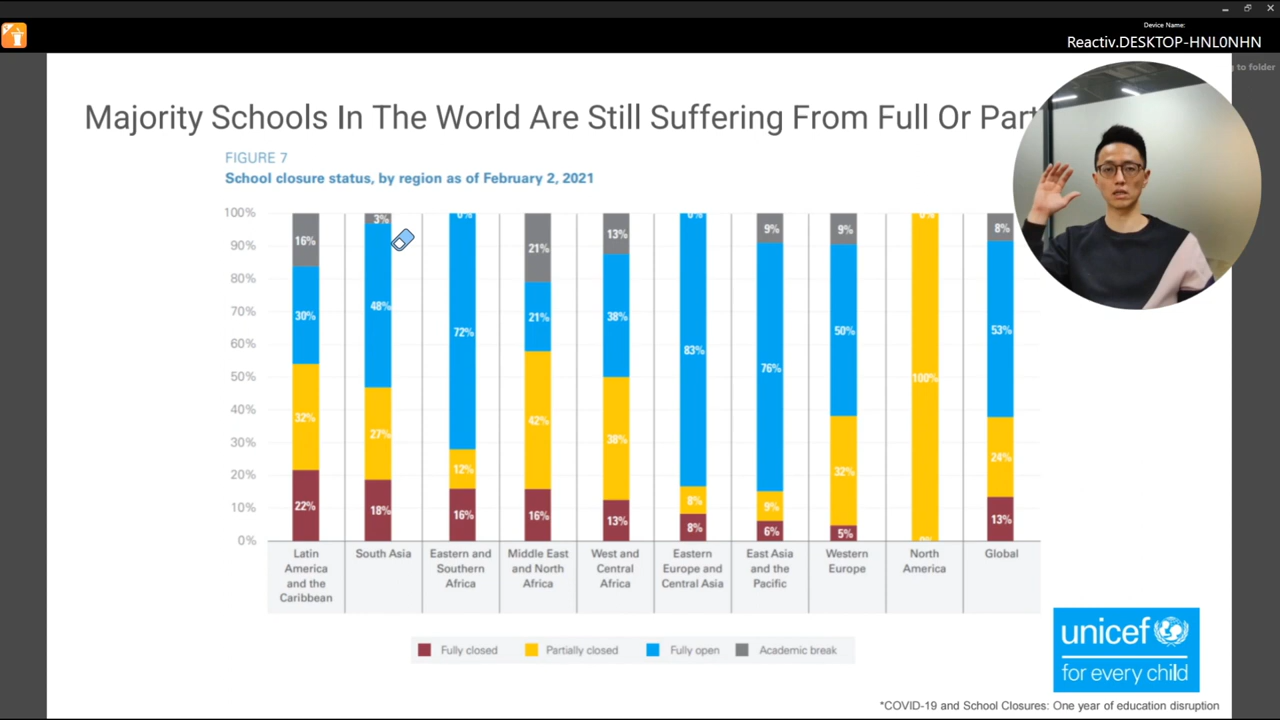 Device Name:
Reactiv.DESKTOP-HNL0NHN
g to folder
Majority Schools In The World Are Still Suffering From Full Or Part
FIGURE 7
School closure status, by region as of February 2, 2021
100%
90%
80%
70%
60%
50%
40%
30%
20%
10%
0%
16%
30%
32%
22%
3%
48%
27%
18%
0%
72%
12%
16%
21%
21%
42%
16%
13%
38%
38%
13%
0%
83%
8%
8%
9%
76%
9%
6%
9%
50%
32%
5%
0%
100%
0%
8%
53%
24%
13%
Latin
America
and the
Caribbean
South Asia
Eastern and
Southern
Africa
Middle East
and North
Africa
West and
Central
Africa
Eastern
Europe and
Central Asia
East Asia
and the
Pacific
Western
Europe
North
America
Global
Fully closed
Partially closed
Fully open
Academic break
unicef
for every child
*COVID-19 and School Closures: One year of education disruption